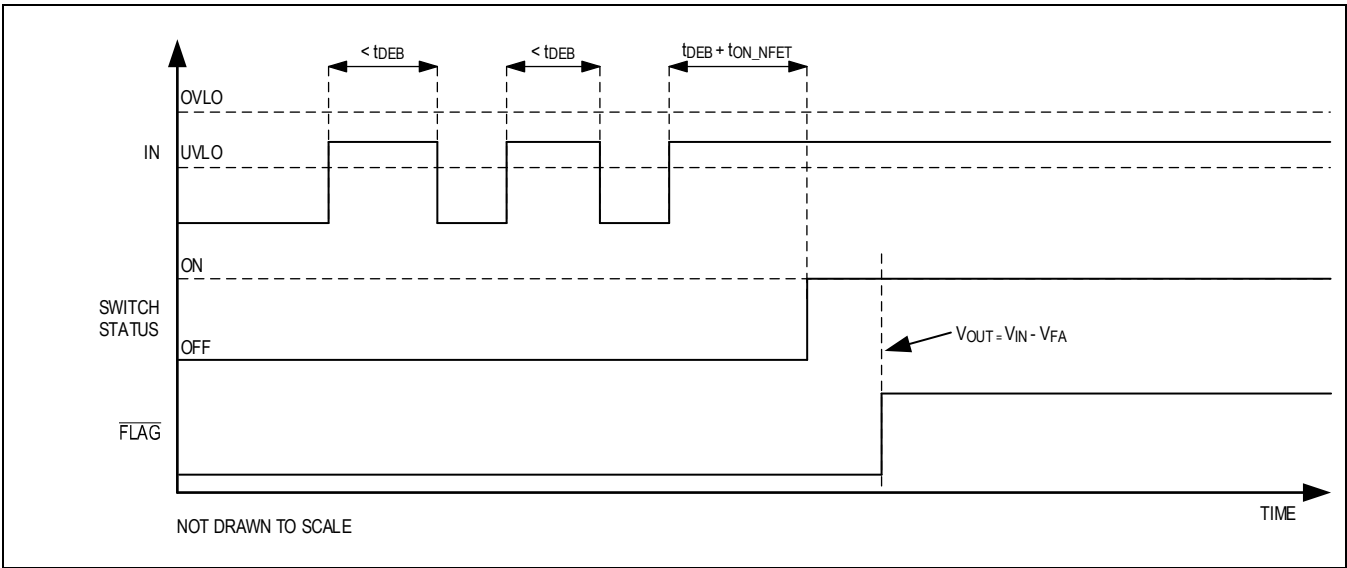 < tDEB
< tDEB
tDEB + tON_NFET
OVLO
IN
UVLO
ON
SWITCH
STATUS
OFF
VOUT = VIN - VFA
FLAG
TIME
NOT DRAWN TO SCALE